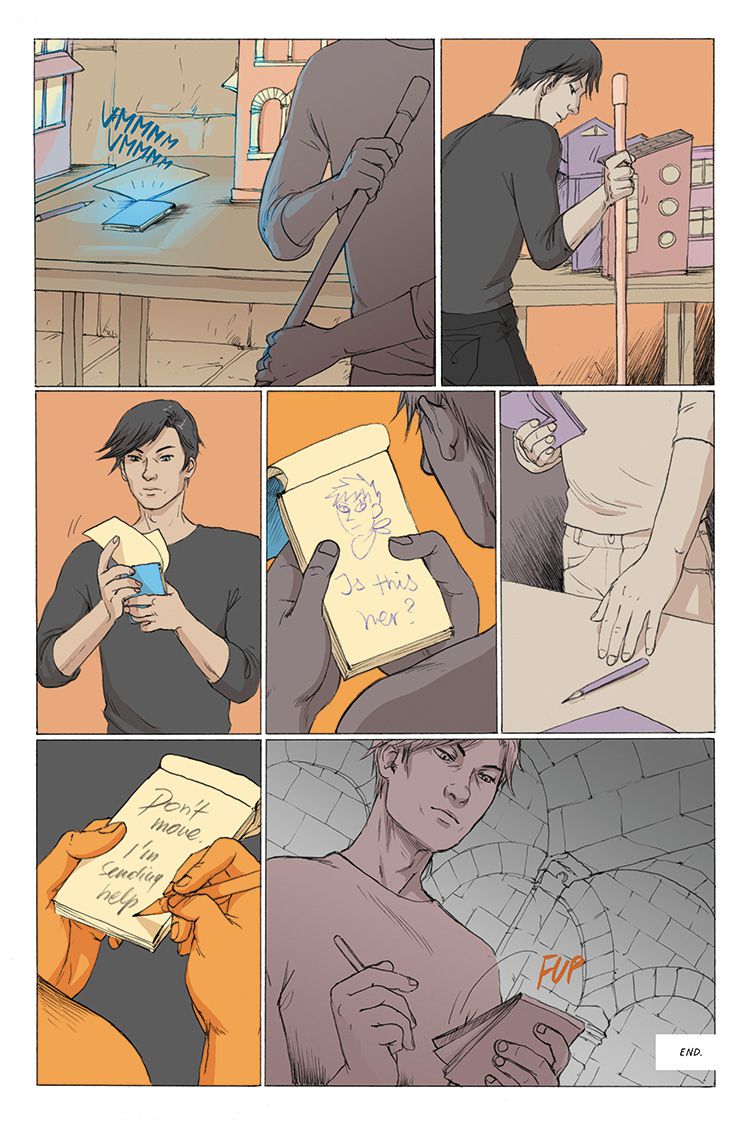 VMMMM
VMMMM
Is this
her?
Don't
move.
I'm
sending
help
FUP
END.